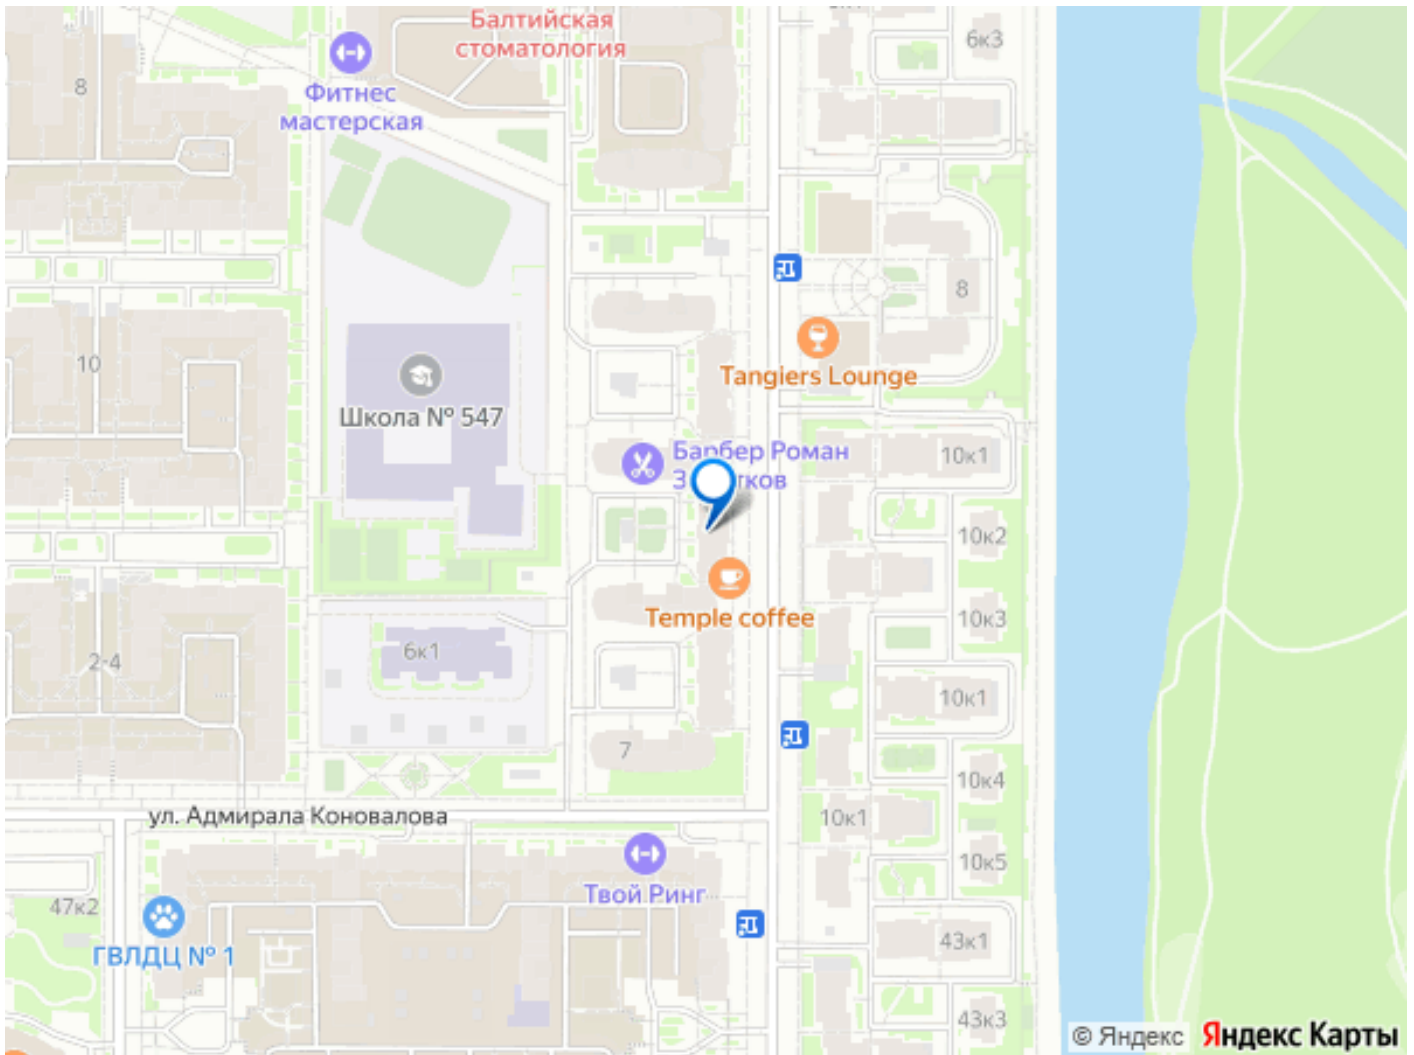 6к3
Балтийская
стоматология
8
Фитнес
мастерская
8
10
Tangiers Lounge
Школа № 547
Барбер Роман
10к1
10к2
Temple coffee
10к3
6к1
2-4
10к1
7
10к4
ул. Адмирала Коновалова
10к1
10к5
Твой Ринг
47к2
ГВЛДЦ № 1
43к1
43к3
© Яндекс Яндекс Карты